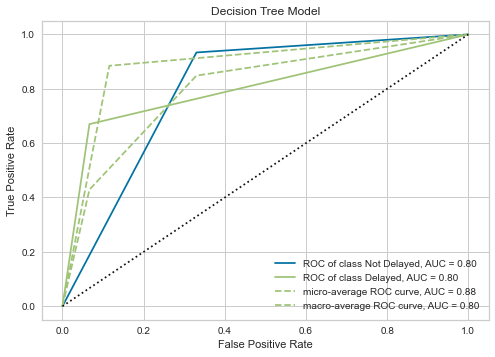 Decision Tree Model
True Positive Rate
1.0
0.8
0.6
0.4
0.2
0.0
ROC of class Not Delayed, AUC = 0.80
ROC of class Delayed, AUC = 0.80
micro-average ROC curve, AUC = 0.88
macro-average ROC curve, AUC = 0.80
0.0 0.2 0.4 0.6 0.8 1.0
False Positive Rate